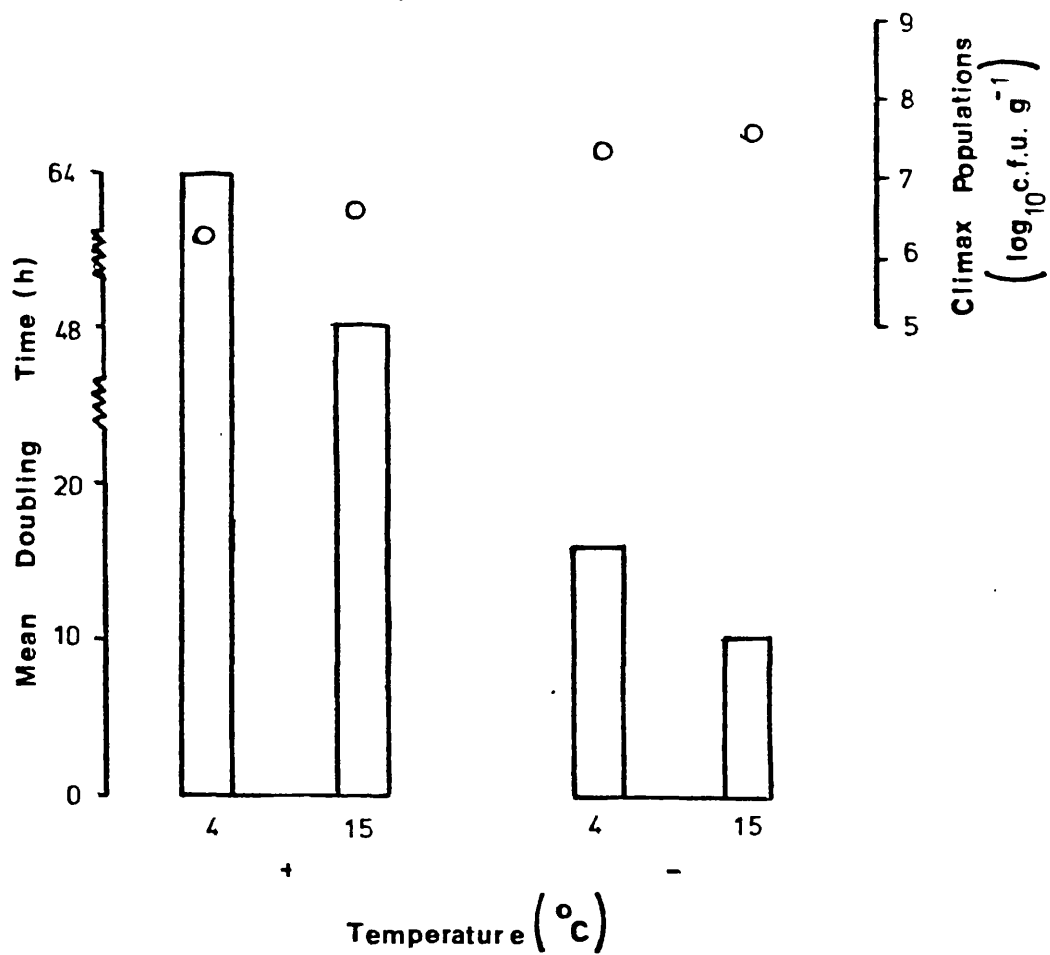 9
8
7
6
5
Climax Populations
(log10 c.f.u. g-1)
64
48
20
10
0
Mean Doubling Time (h)
4 15 4 15
+ -
Temperature (°C)